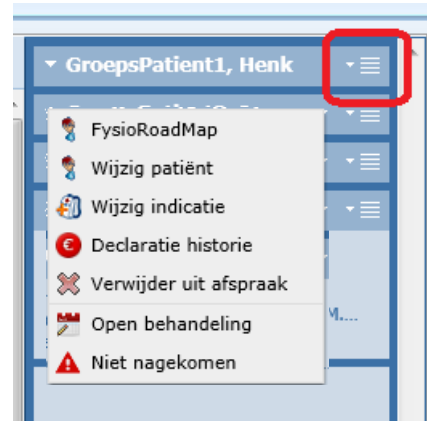 GroepsPatient1, Henk
FysioRoadMap
Wijzig patiënt
Wijzig indicatie
Declaratie historie
Verwijder uit afspraak
Open behandeling
Niet nagekomen